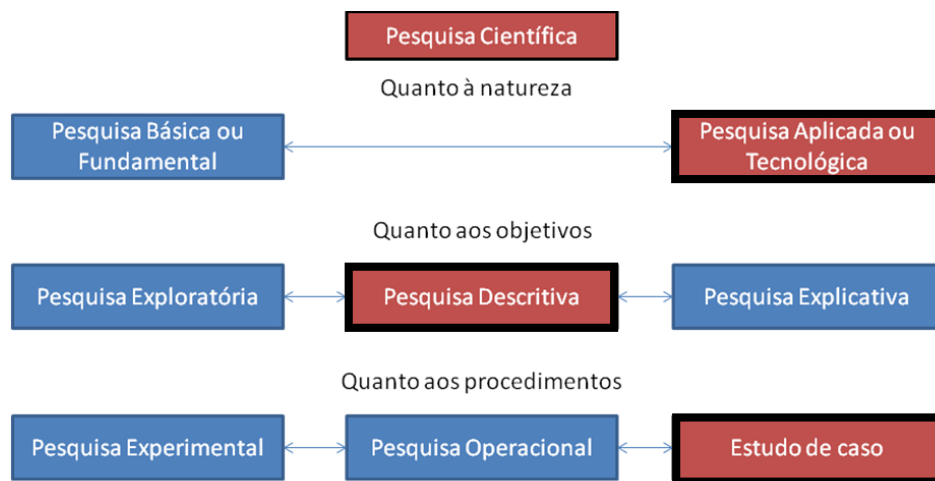 Pesquisa Científica
Quanto à natureza
Pesquisa Básica ou
Fundamental
Pesquisa Aplicada ou
Tecnológica
Quanto aos objetivos
Pesquisa Exploratória
Pesquisa Descritiva
Pesquisa Explicativa
Quanto aos procedimentos
Pesquisa Experimental
Pesquisa Operacional
Estudo de caso